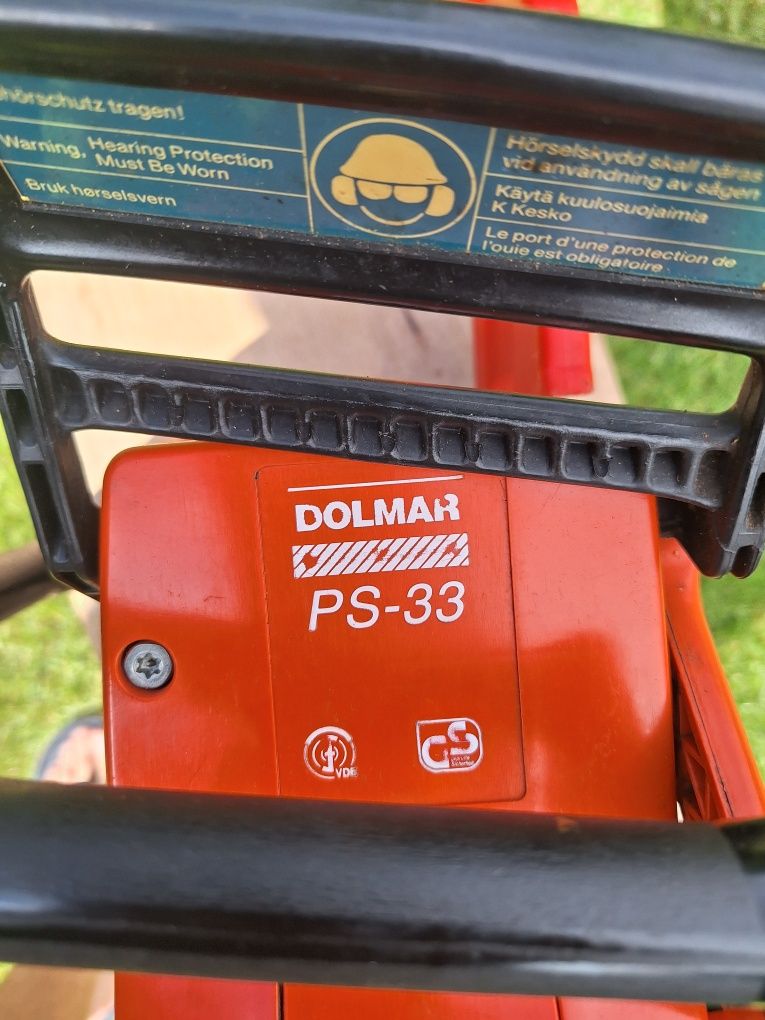 hörschutz tragen!
Warning, Hearing Protection
Must Be Worn
Bruk hørselsvern
Hörselskydd skall bäras
vid användning av sågen
Käytä kuulosuojaimia
K Kesko
Le port d'une protection de
l'ouie est obligatoire
DOLMAR
PS-33
VDE
GS